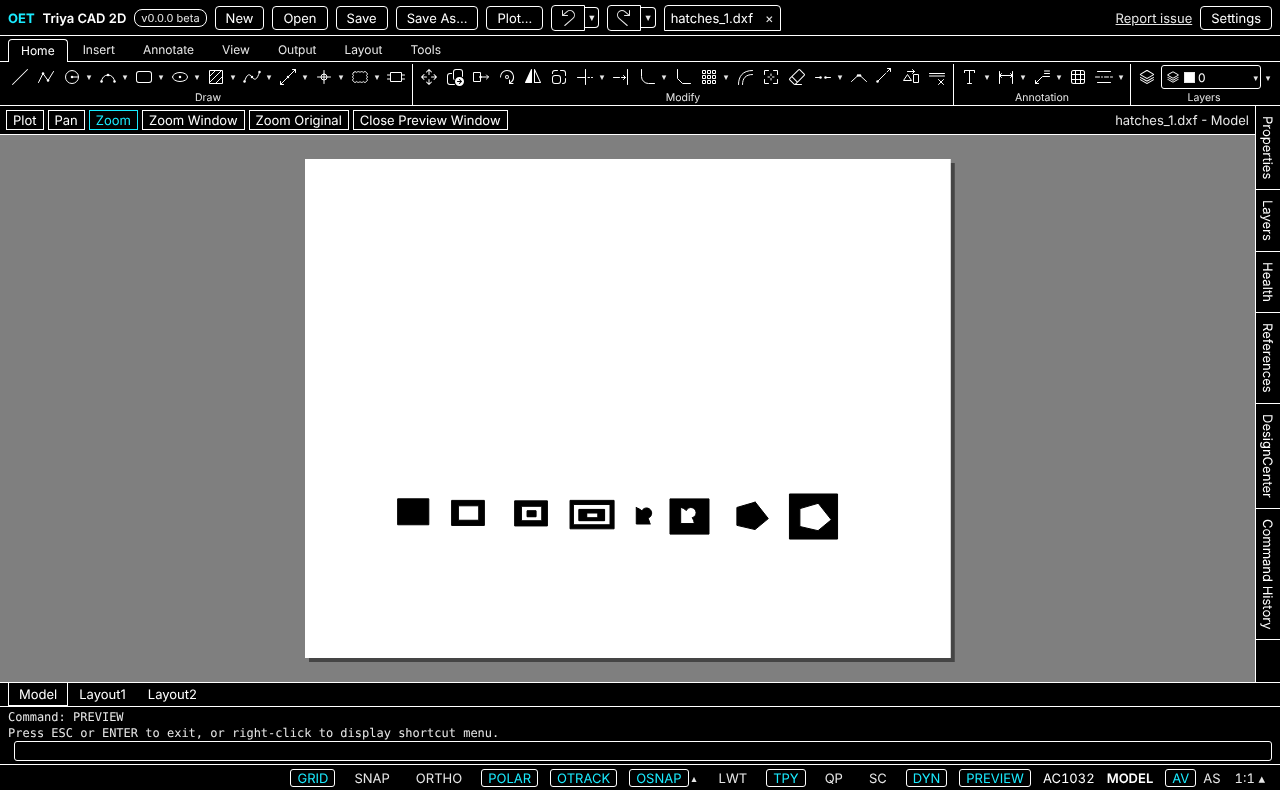 OET Triya CAD 2D v0.0.0 beta New Open Save Save As... Plot... hatches_1.dxf × Report issue Settings
Home Insert Annotate View Output Layout Tools
0
Draw Modify Annotation Layers
Plot Pan Zoom Zoom Window Zoom Original Close Preview Window hatches_1.dxf - Model
Properties
Layers
Health
References
DesignCenter
Command History
Model Layout1 Layout2
Command: PREVIEW
Press ESC or ENTER to exit, or right-click to display shortcut menu.
GRID SNAP ORTHO POLAR OTRACK OSNAP LWT TPY QP SC DYN PREVIEW AC1032 MODEL AV AS 1:1